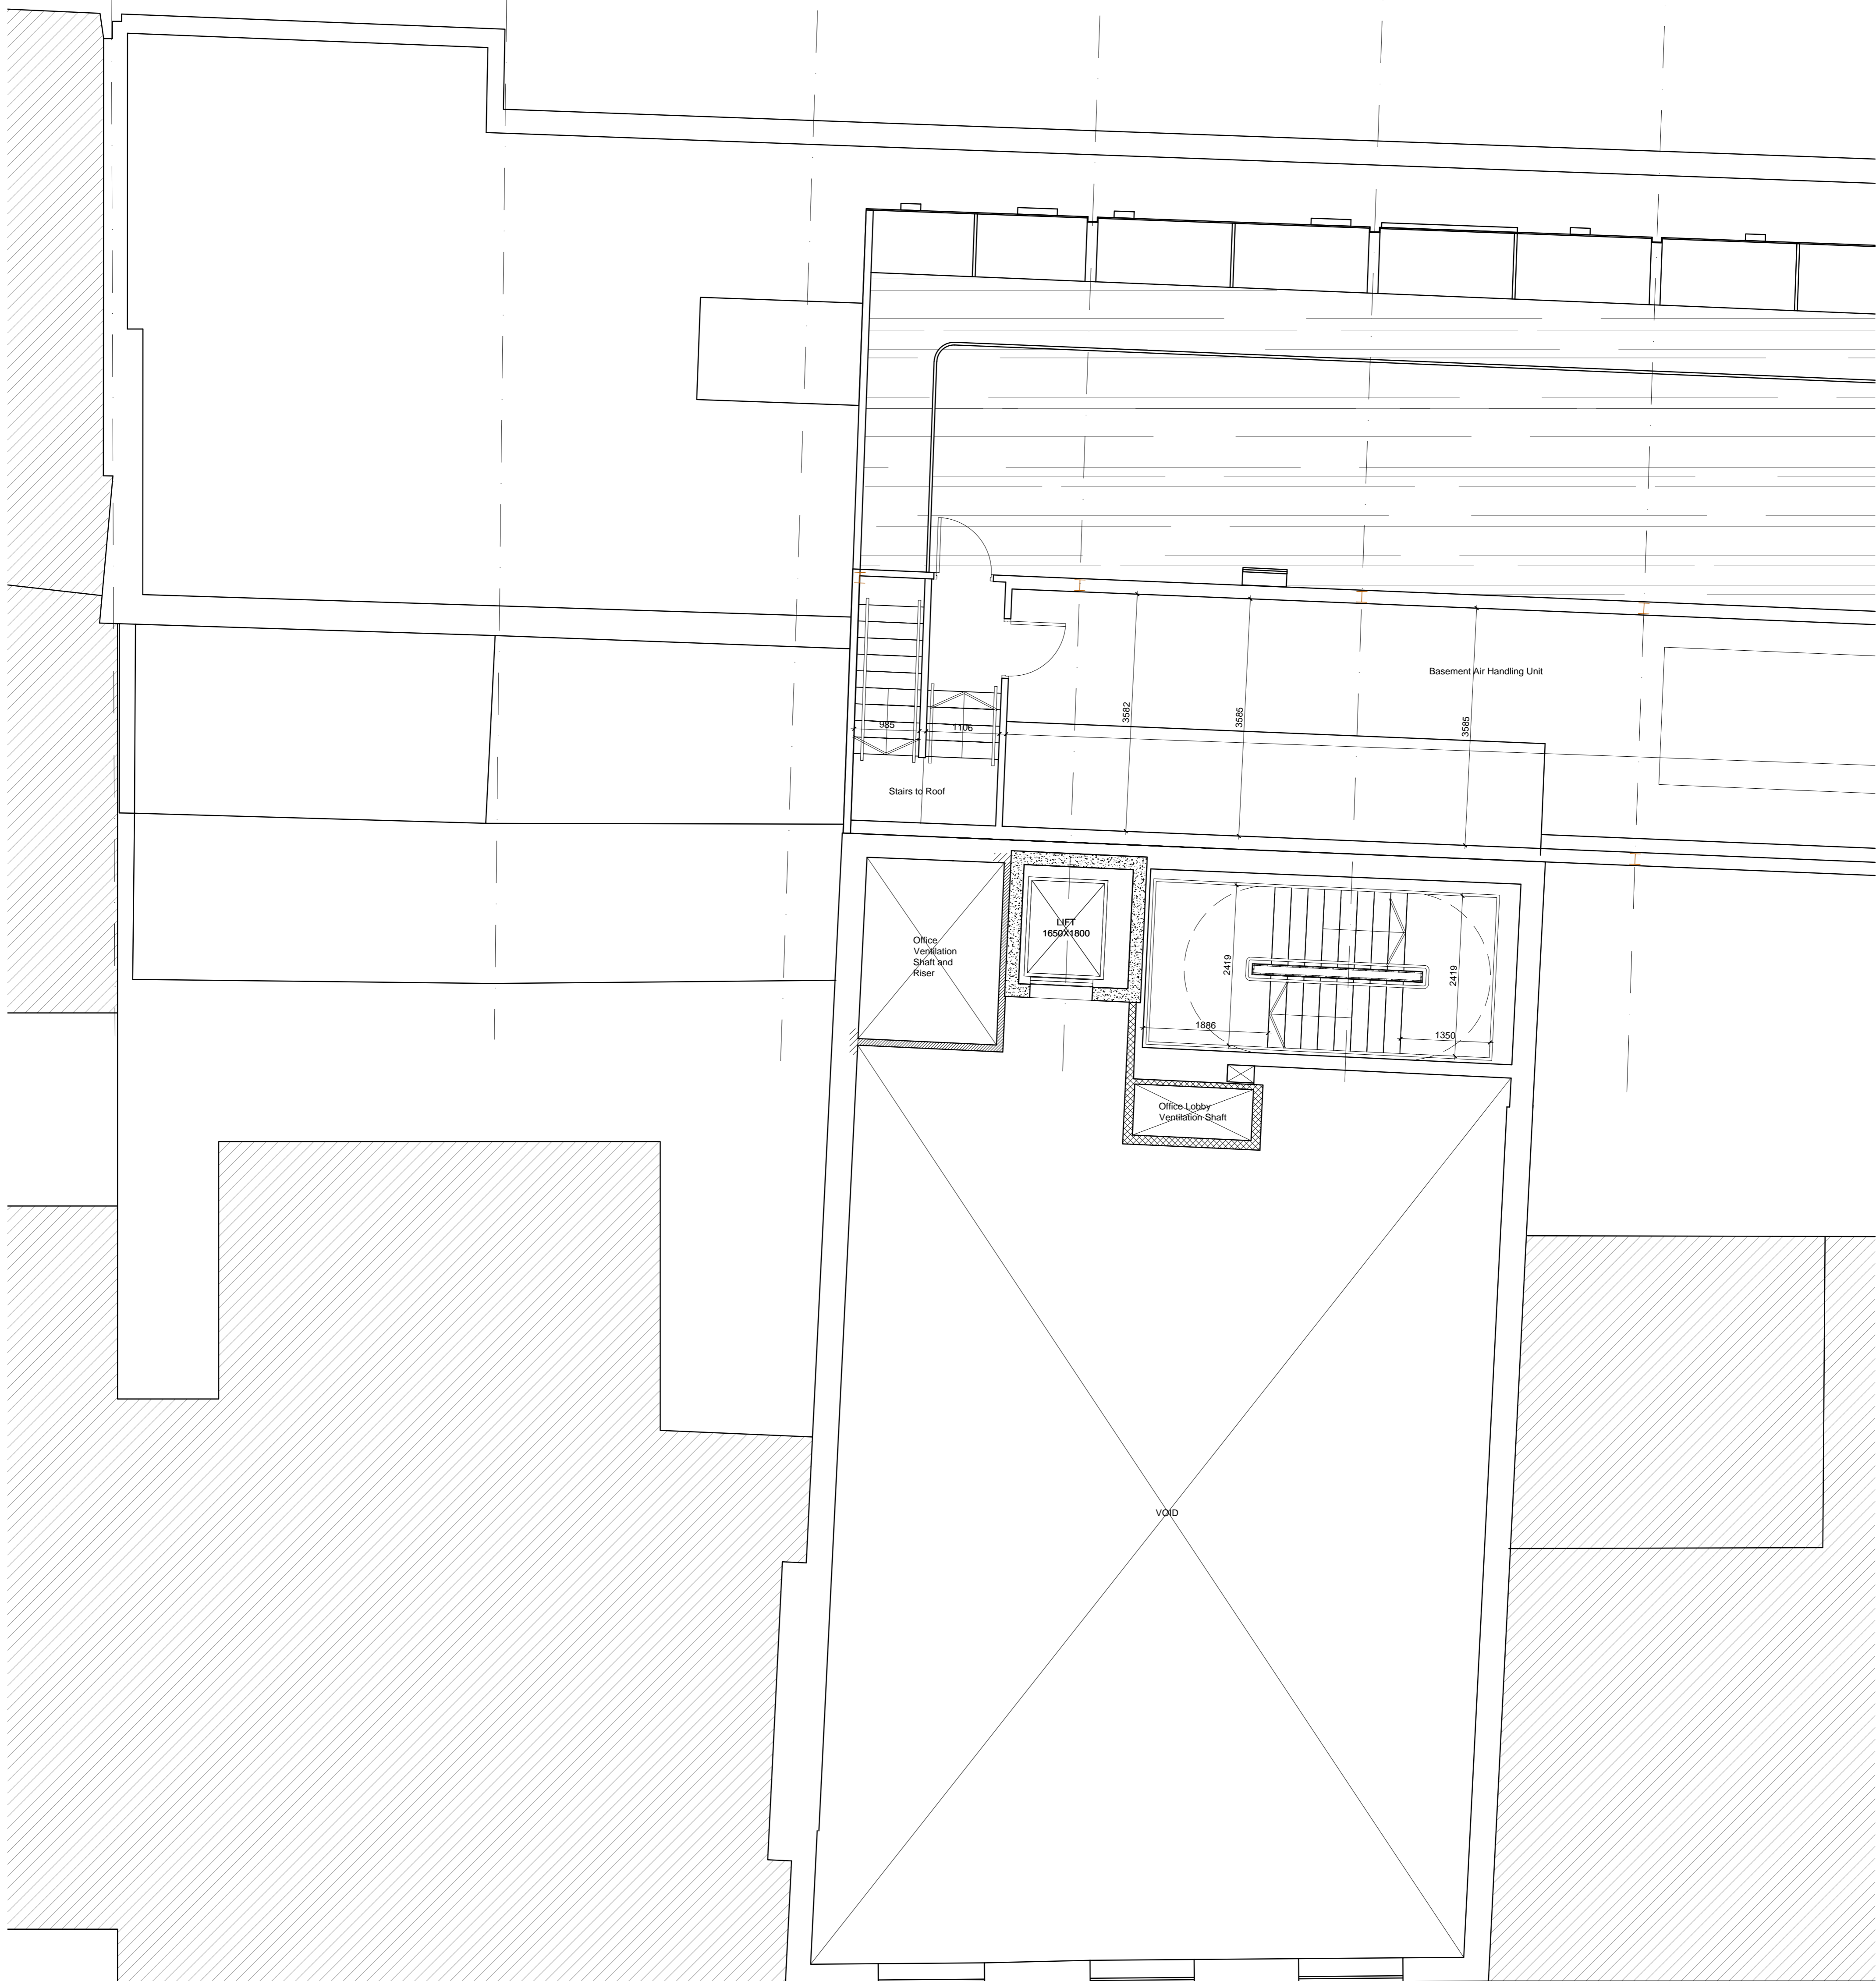 Basement Air Handling Unit
3582
3585
3585
985
1106
Stairs to Roof
LIFT
1650X1800
Office
Ventilation
Shaft and
Riser
2419
2419
1886
1350
Office Lobby
Ventilation Shaft
VOID